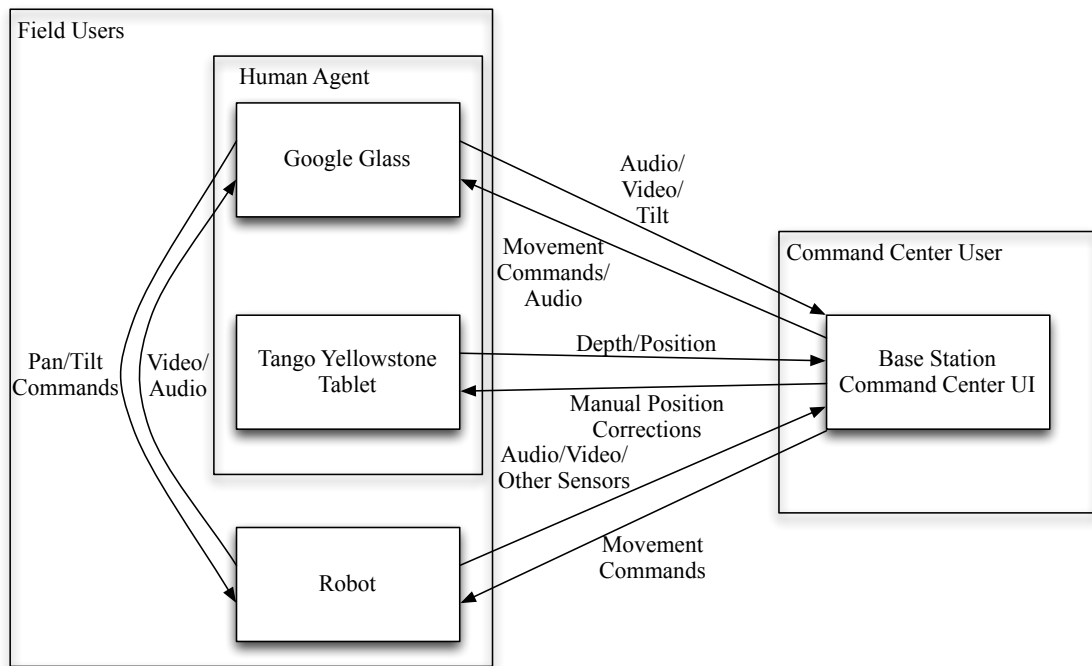 Field Users
Human Agent
Google Glass
Audio/
Video/
Tilt
Movement
Commands/
Audio
Command Center User
Pan/Tilt
Commands
Video/
Audio
Tango Yellowstone
Tablet
Depth/Position
Base Station
Command Center UI
Manual Position
Corrections
Audio/Video/
Other Sensors
Robot
Movement
Commands